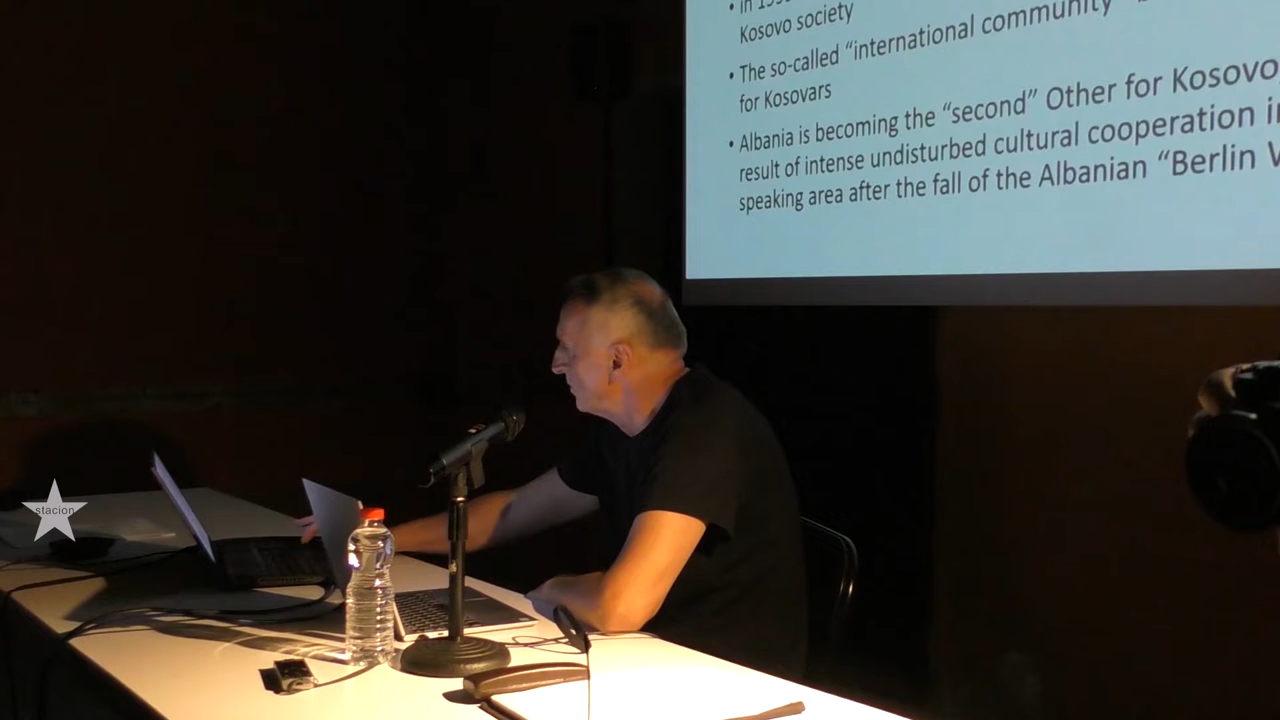 • In
Kosovo society
• The so-called “international community”
for Kosovars
• Albania is becoming the “second” Other for Kosovo
result of intense undisturbed cultural cooperation
speaking area after the fall of the Albanian “Berlin
stacion